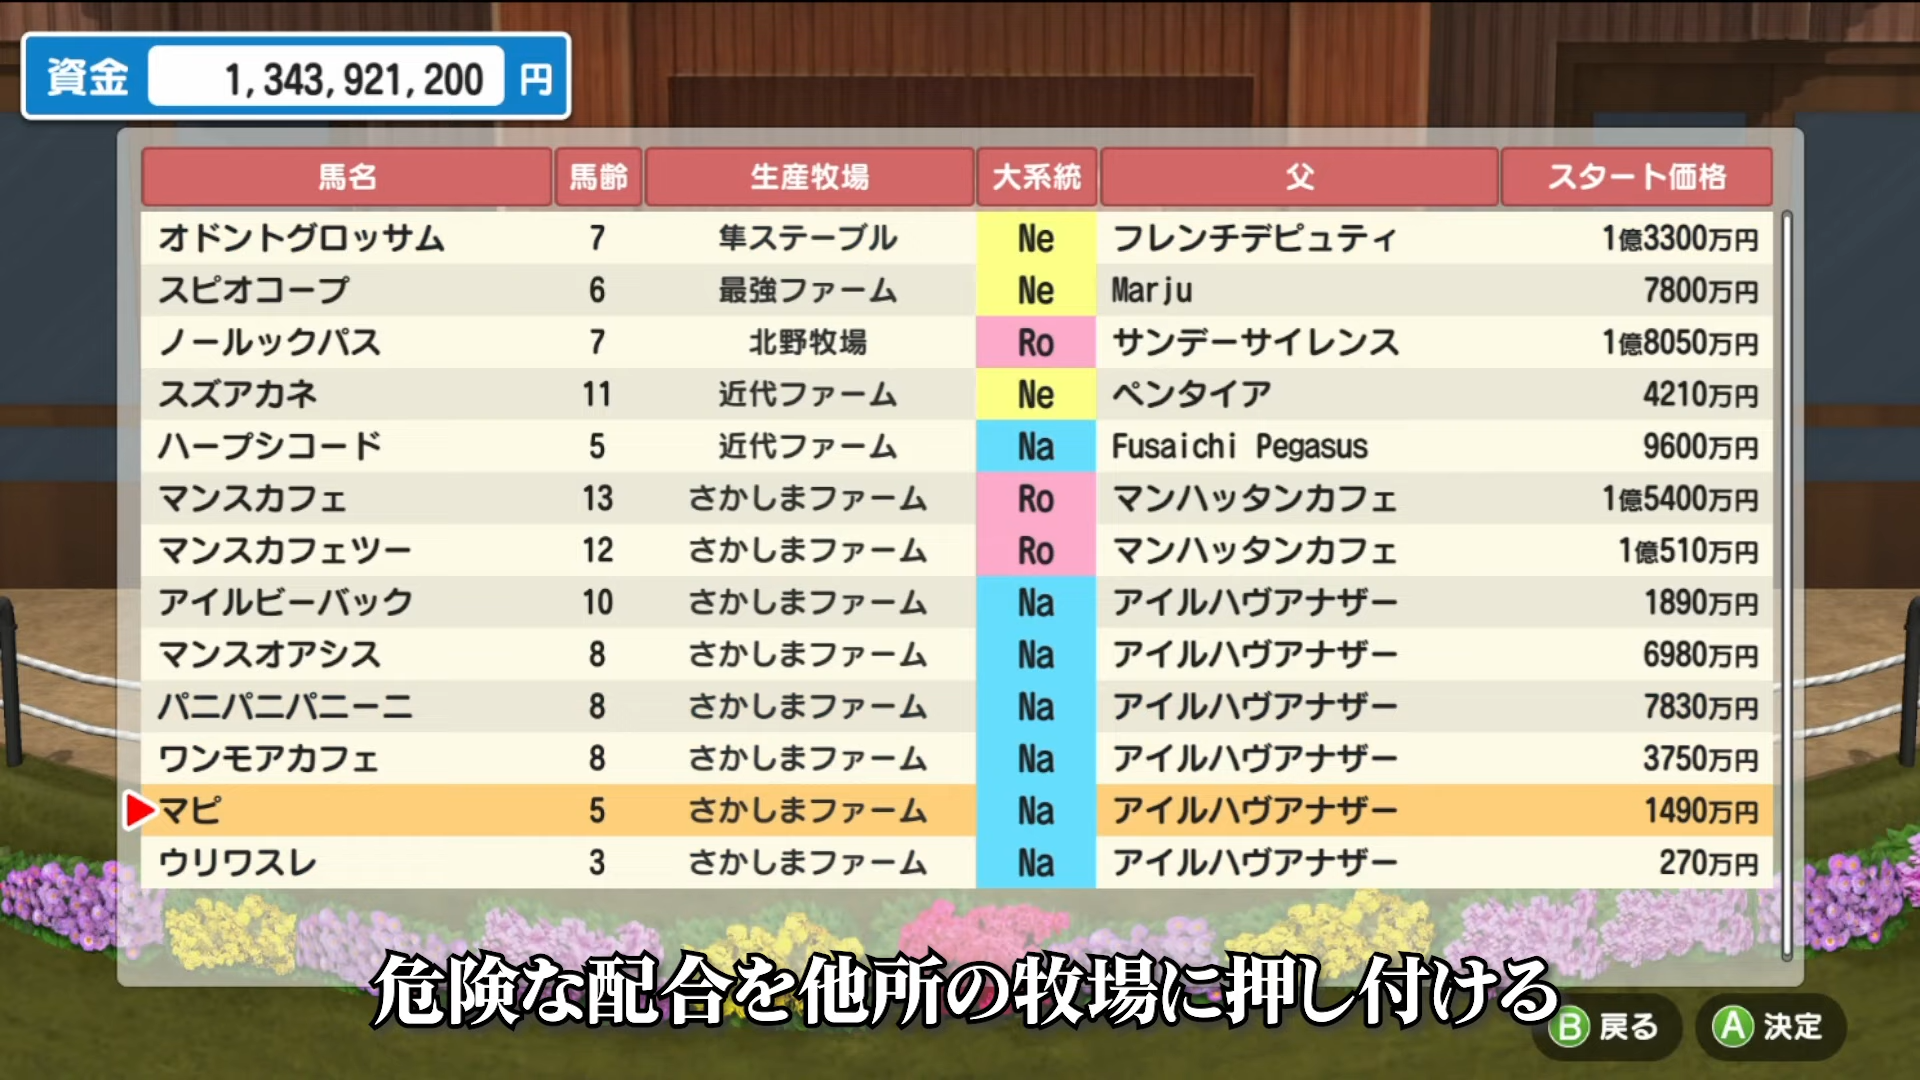 資金 1,343,921,200 円
馬名 馬齢 生産牧場 大系統 父 スタート価格
オドントグロッサム 7 隼ステーブル Ne フレンチデピュティ 1億3300万円
スピオコープ 6 最強ファーム Ne Marju 7800万円
ノールックパス 7 北野牧場 Ro サンデーサイレンス 1億8050万円
スズアカネ 11 近代ファーム Ne ペンタイア 4210万円
ハープシコード 5 近代ファーム Na Fusaichi Pegasus 9600万円
マンスカフェ 13 さかしまファーム Ro マンハッタンカフェ 1億5400万円
マンスカフェツー 12 さかしまファーム Ro マンハッタンカフェ 1億510万円
アイルビーバック 10 さかしまファーム Na アイルハヴアナザー 1890万円
マンスオアシス 8 さかしまファーム Na アイルハヴアナザー 6980万円
パニパニパニーニ 8 さかしまファーム Na アイルハヴアナザー 7830万円
ワンモアカフェ 8 さかしまファーム Na アイルハヴアナザー 3750万円
マピ 5 さかしまファーム Na アイルハヴアナザー 1490万円
ウリワスレ 3 さかしまファーム Na アイルハヴアナザー 270万円
危険な配合を他所の牧場に押し付ける
B 戻る A 決定